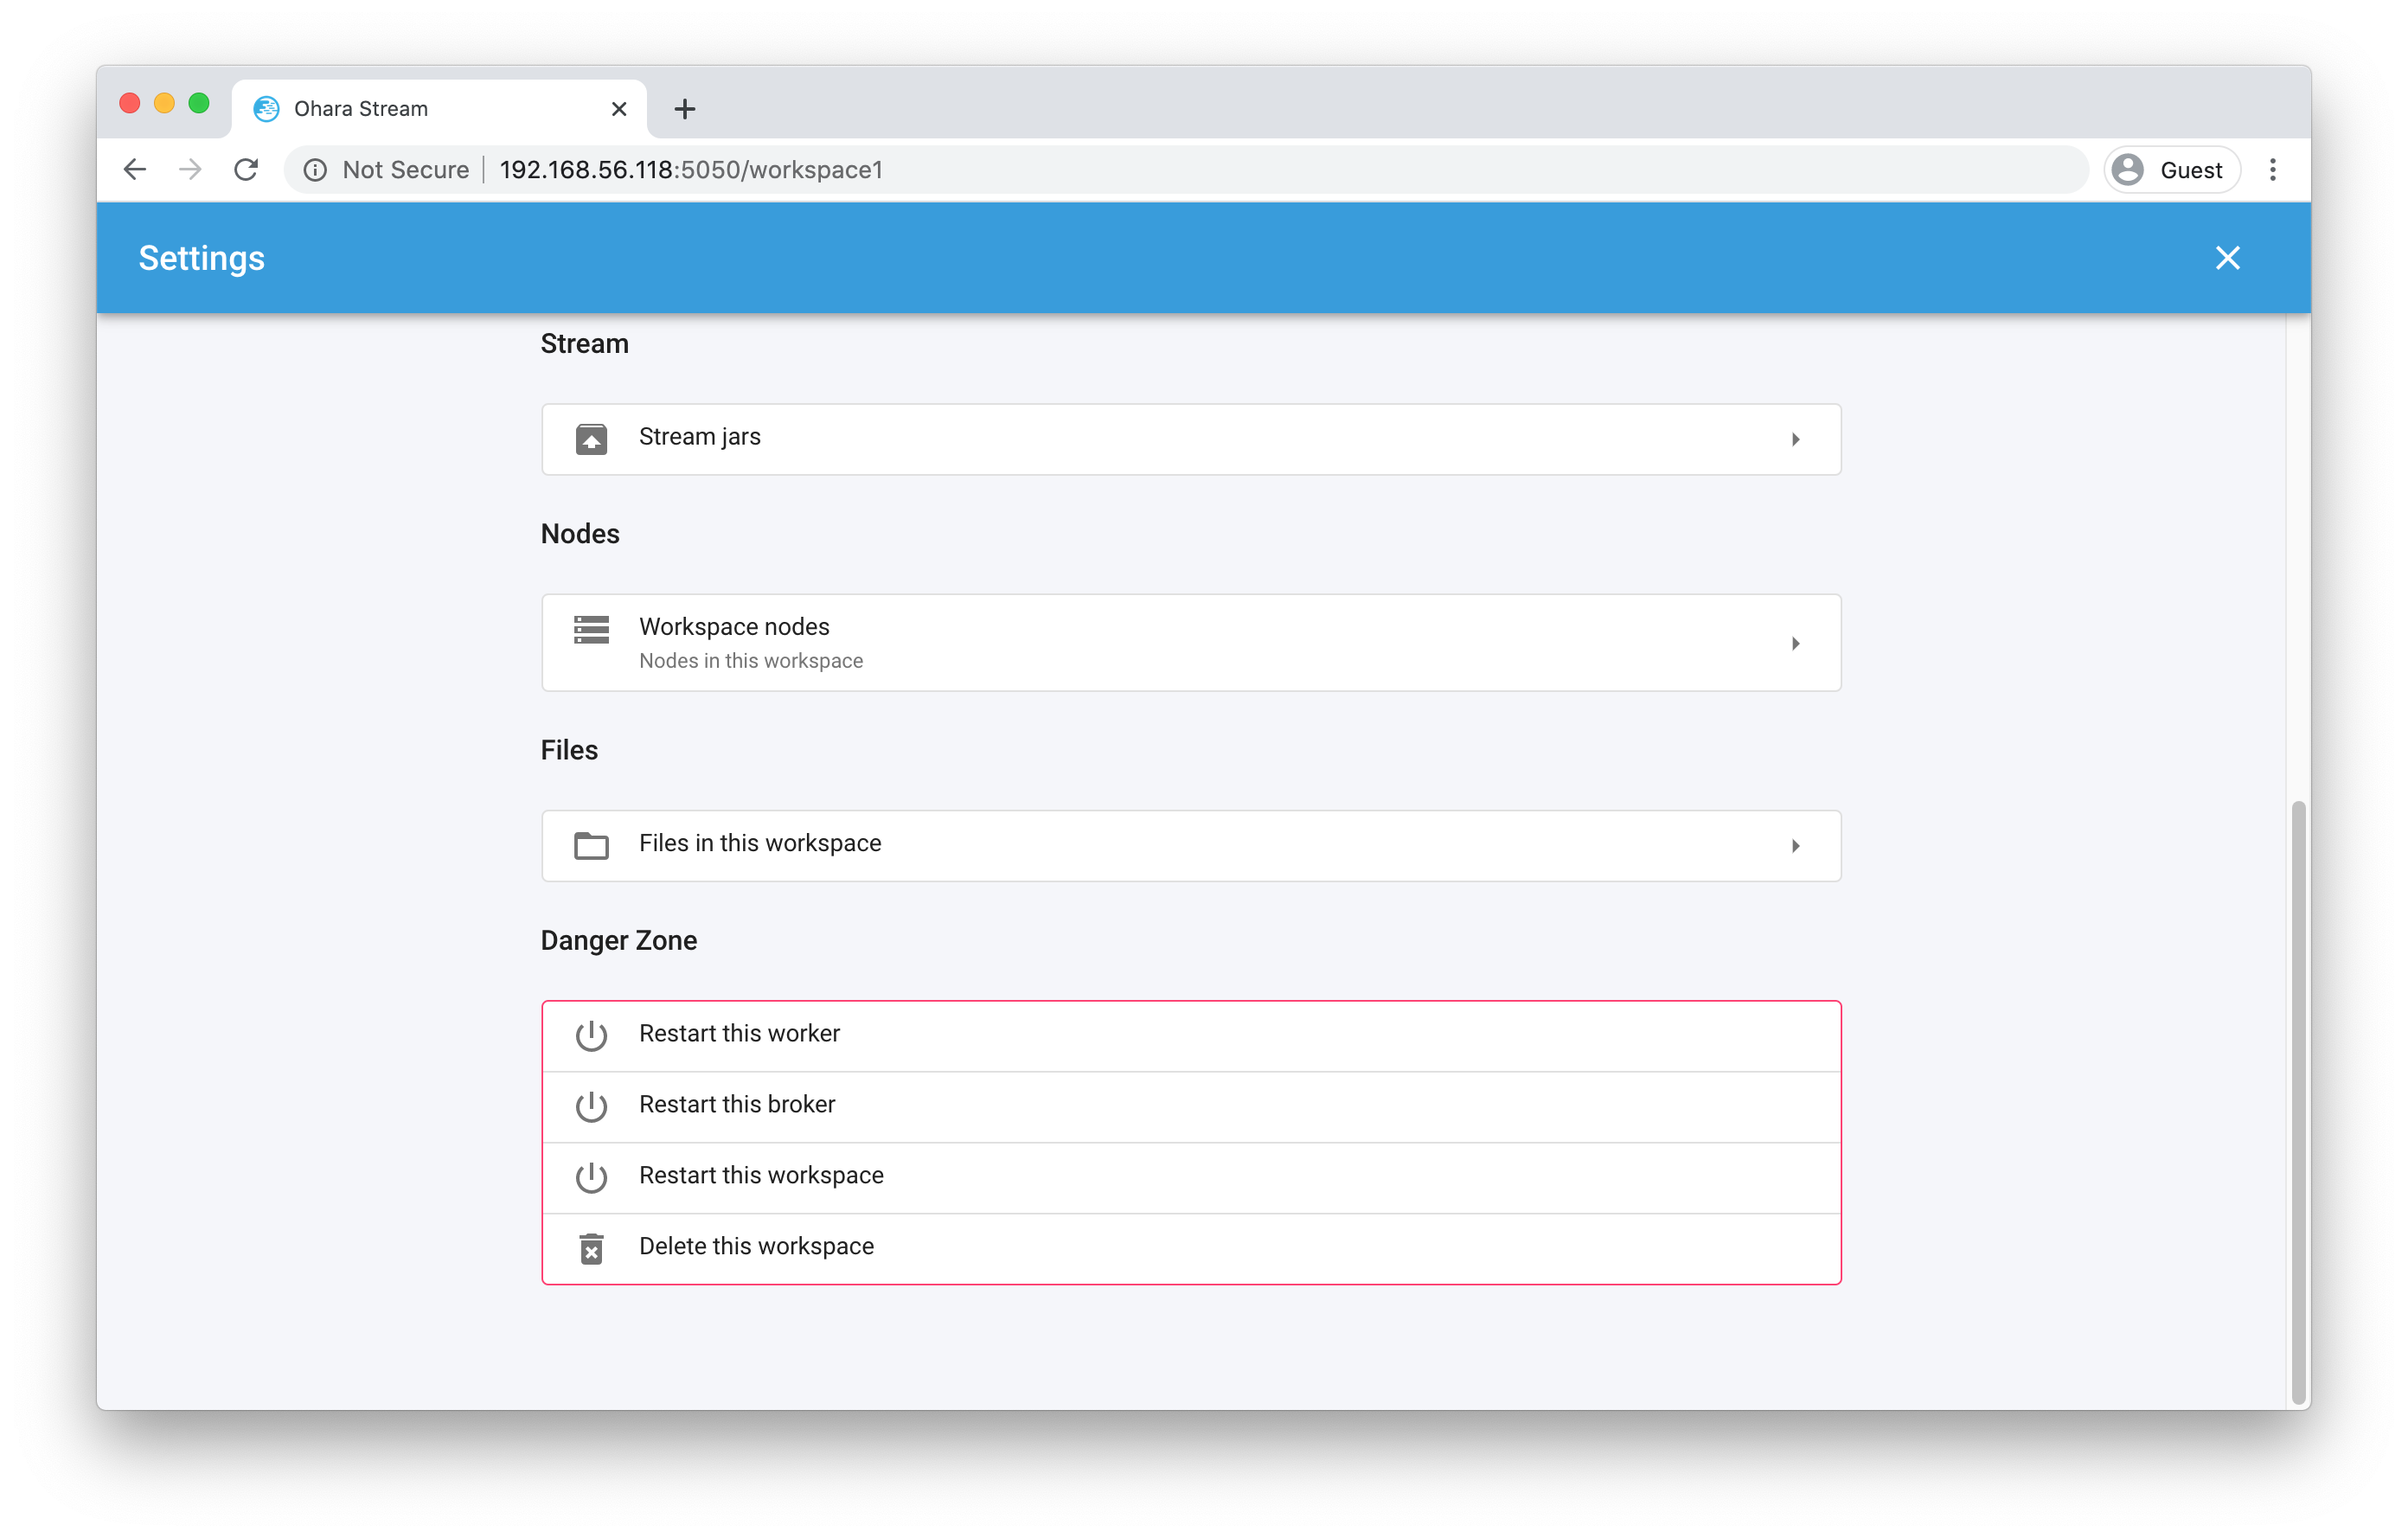 Ohara Stream
Not Secure | 192.168.56.118:5050/workspace1
Guest
Settings
Stream
Stream jars
Nodes
Workspace nodes
Nodes in this workspace
Files
Files in this workspace
Danger Zone
Restart this worker
Restart this broker
Restart this workspace
Delete this workspace